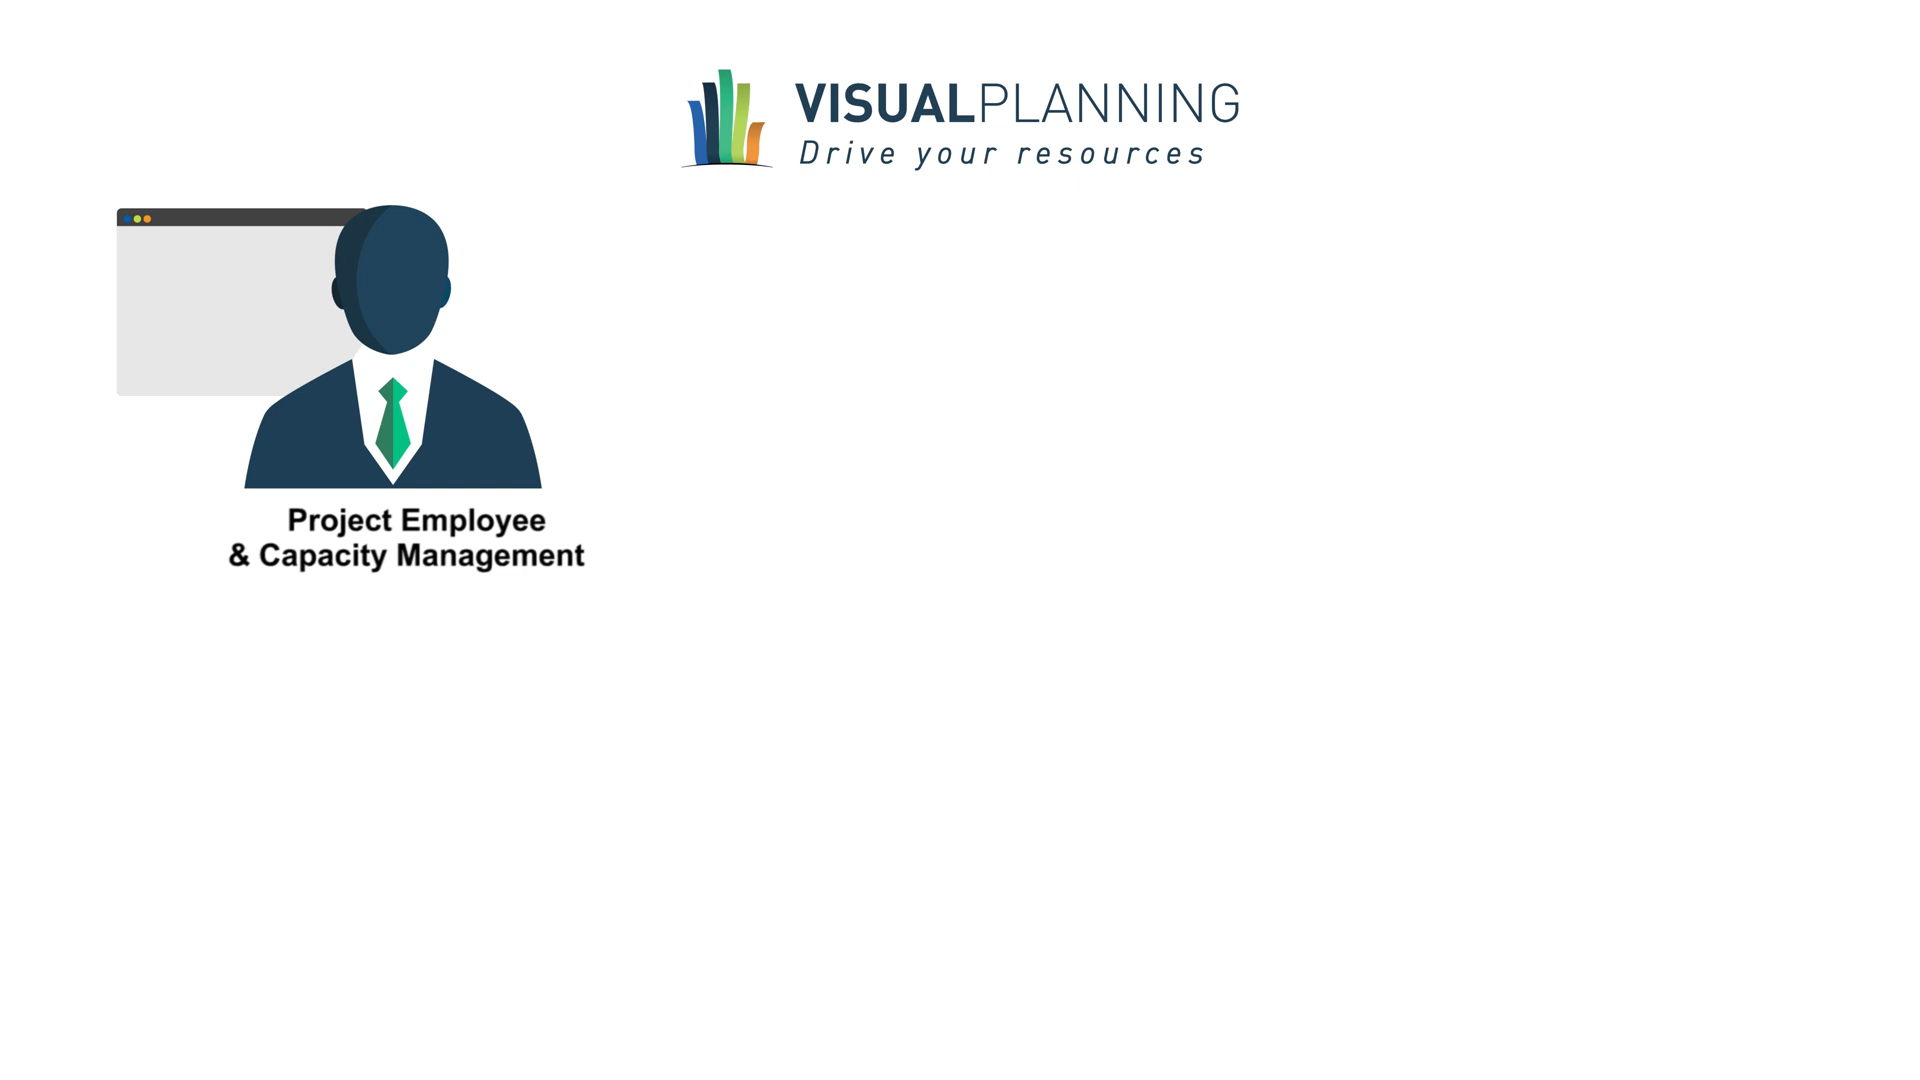 VISUALPLANNING
Drive your resources
Project Employee
& Capacity Management